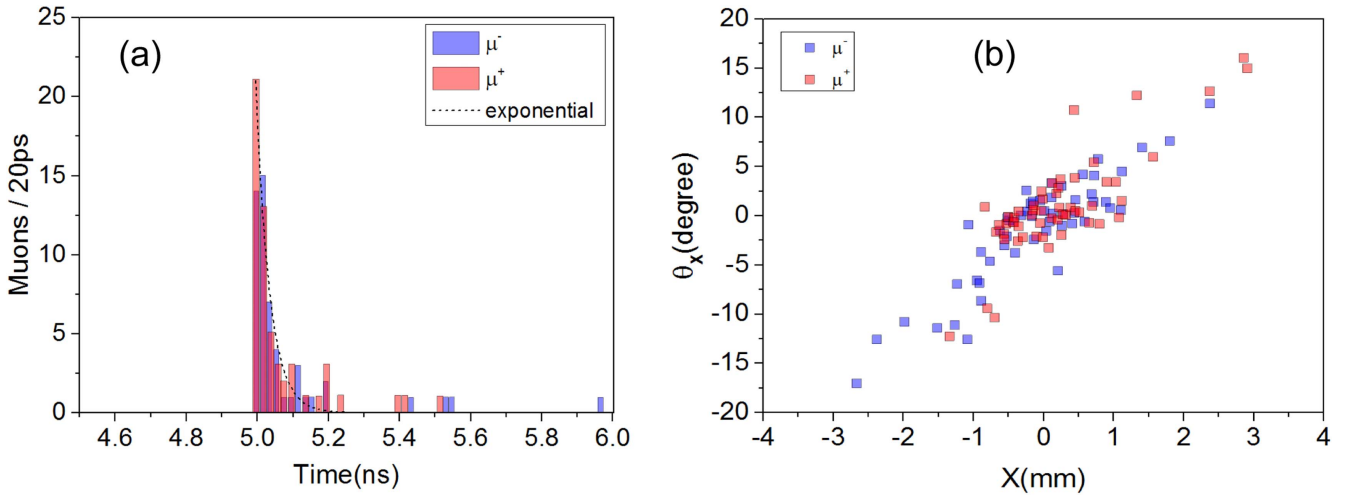 (a)
μ-
μ+
exponential
25
20
15
10
5
0
4.6 4.8 5.0 5.2 5.4 5.6 5.8 6.0
Time(ns)
Muons / 20ps
(b)
μ-
μ+
20
15
10
5
0
-5
-10
-15
-20
-4 -3 -2 -1 0 1 2 3 4
X(mm)
θx(degree)